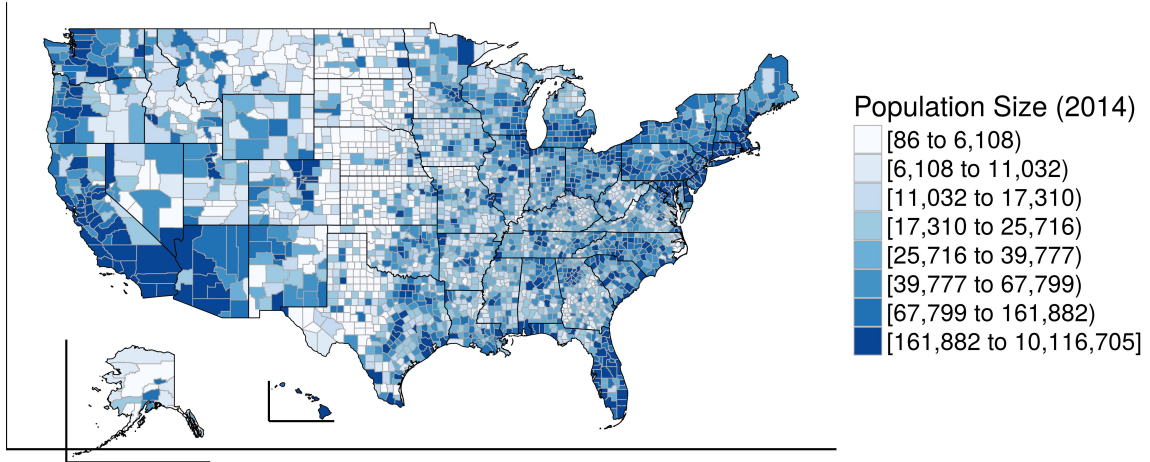 Population Size (2014)
[86 to 6,108)
[6,108 to 11,032)
[11,032 to 17,310)
[17,310 to 25,716)
[25,716 to 39,777)
[39,777 to 67,799)
[67,799 to 161,882)
[161,882 to 10,116,705]